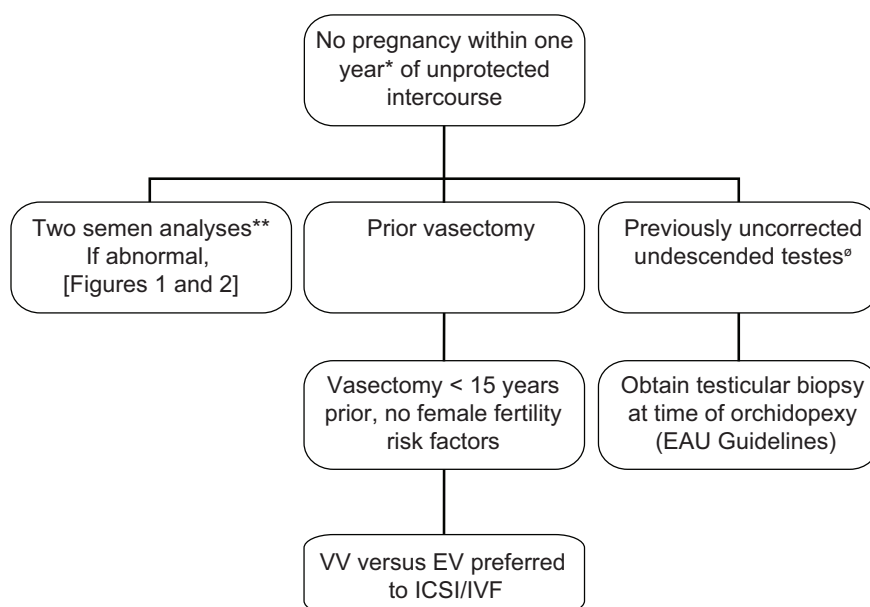 No pregnancy within one
year* of unprotected
intercourse
Two semen analyses**
If abnormal,
[Figures 1 and 2]
Prior vasectomy
Previously uncorrected
undescended testesø
Vasectomy < 15 years
prior, no female fertility
risk factors
Obtain testicular biopsy
at time of orchidopexy
(EAU Guidelines)
VV versus EV preferred
to ICSI/IVF